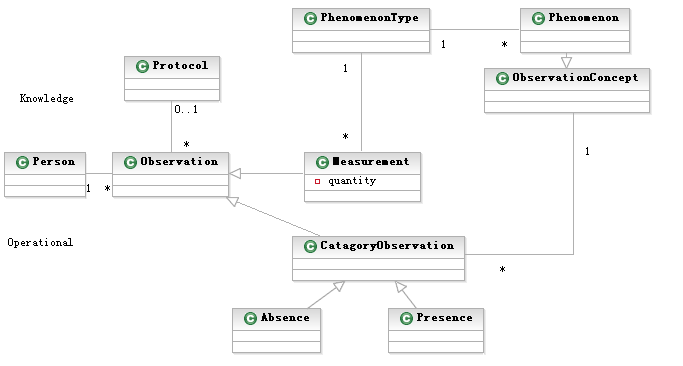 C PhenomenonType
C Phenomenon
1
*
C Protocol
1
C ObservationConcept
Knowledge
0..1
*
*
1
C Person
C Observation
C Measurement
quantity
1
*
Operational
C CatagoryObservation
*
C Absence
C Presence